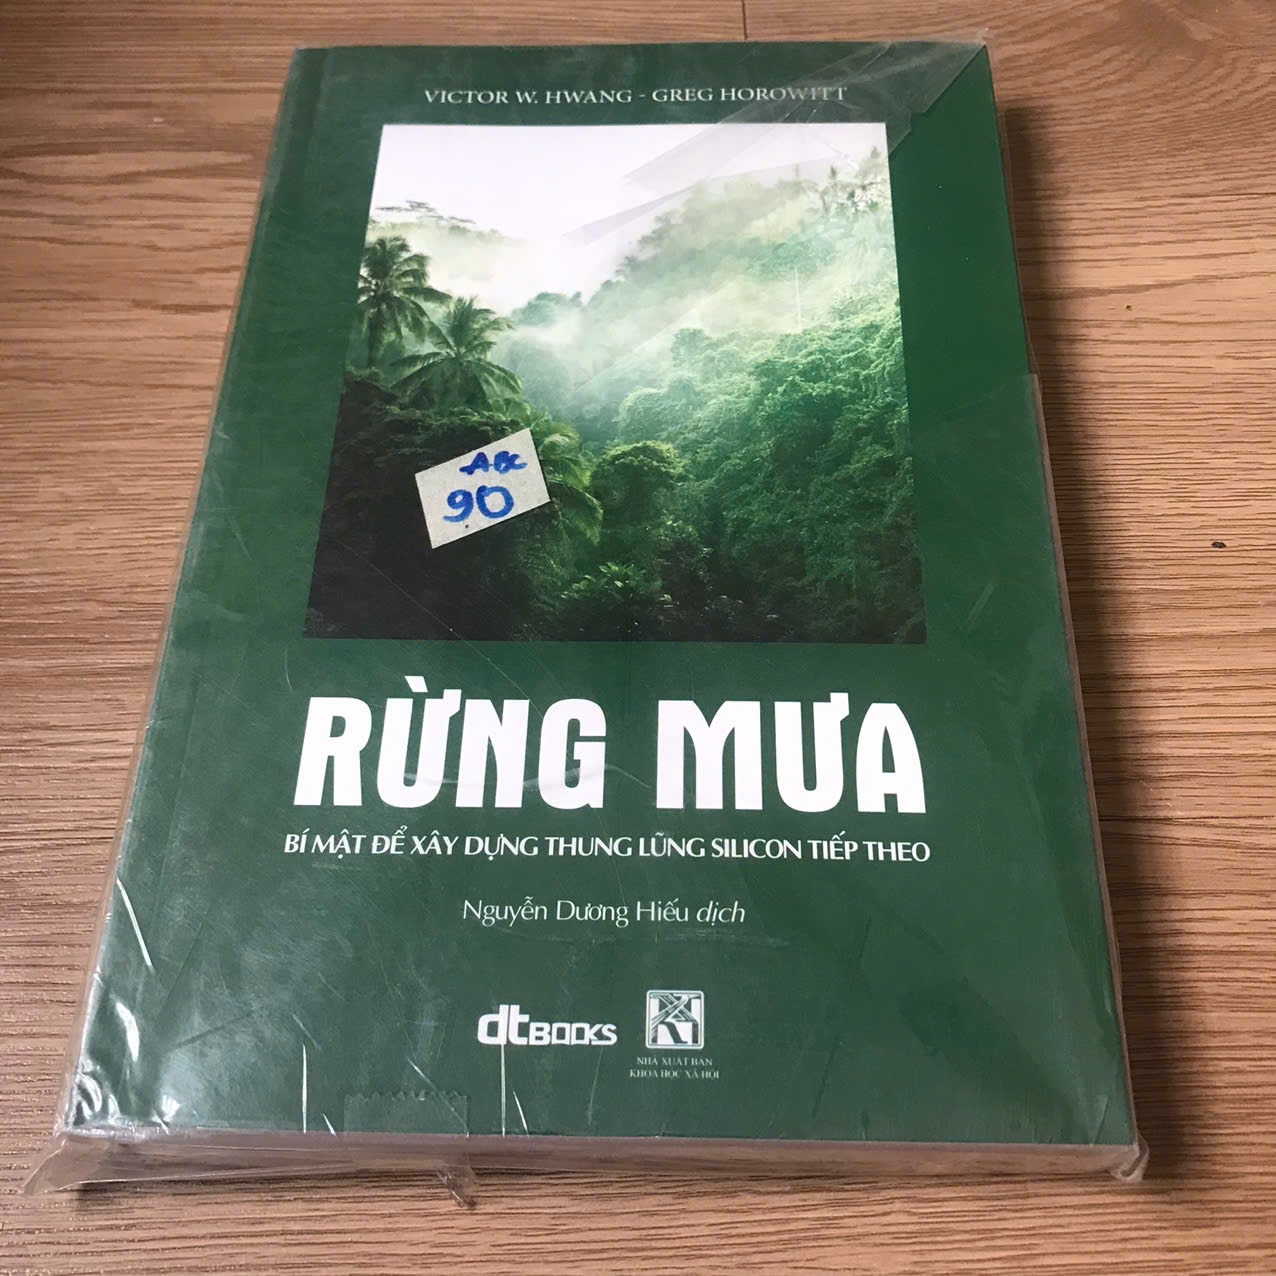 VICTOR W. HWANG - GREG HOROWITT
ABC
90
RỪNG MƯA
BÍ MẬT ĐỂ XÂY DỰNG THUNG LŨNG SILICON TIẾP THEO
Nguyễn Dương Hiếu dịch
dtBOOKS
NHÀ XUẤT BẢN
KHOA HỌC XÃ HỘI